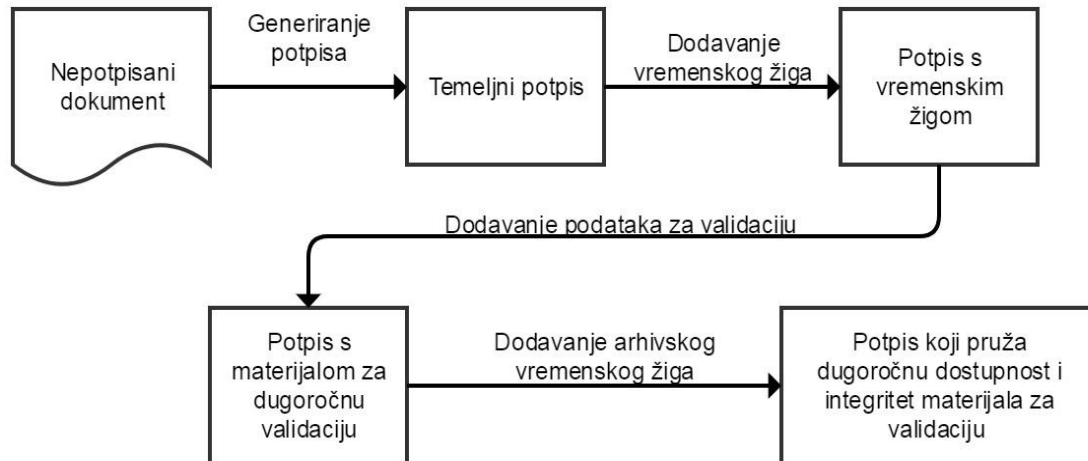 Nepotpisani
dokument
Generiranje
potpisa
Temeljni potpis
Dodavanje
vremenskog žiga
Potpis s
vremenskim
žigom
Dodavanje podataka za validaciju
Potpis s
materijalom za
dugoročnu
validaciju
Dodavanje arhivskog
vremenskog žiga
Potpis koji pruža
dugoročnu dostupnost i
integritet materijala za
validaciju